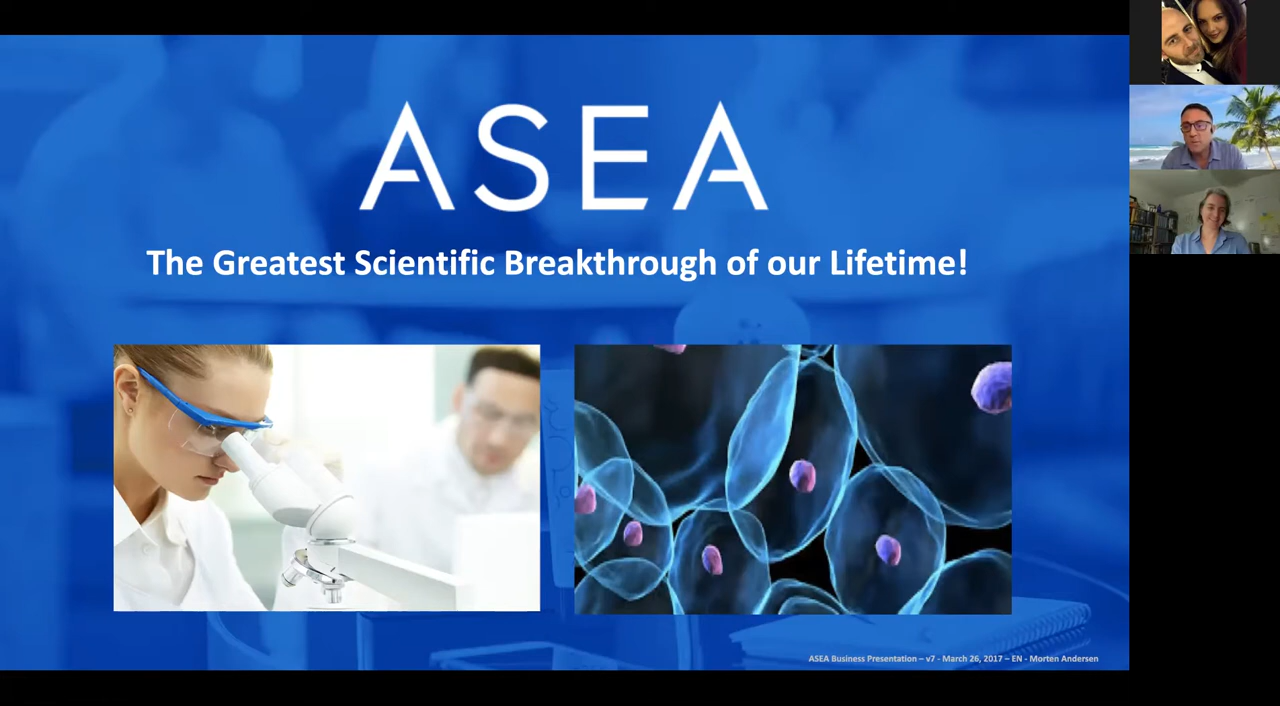 ASEA
The Greatest Scientific Breakthrough of our Lifetime!
ASEA Business Presentation – v7 - March 26, 2017 – EN - Morten Andersen